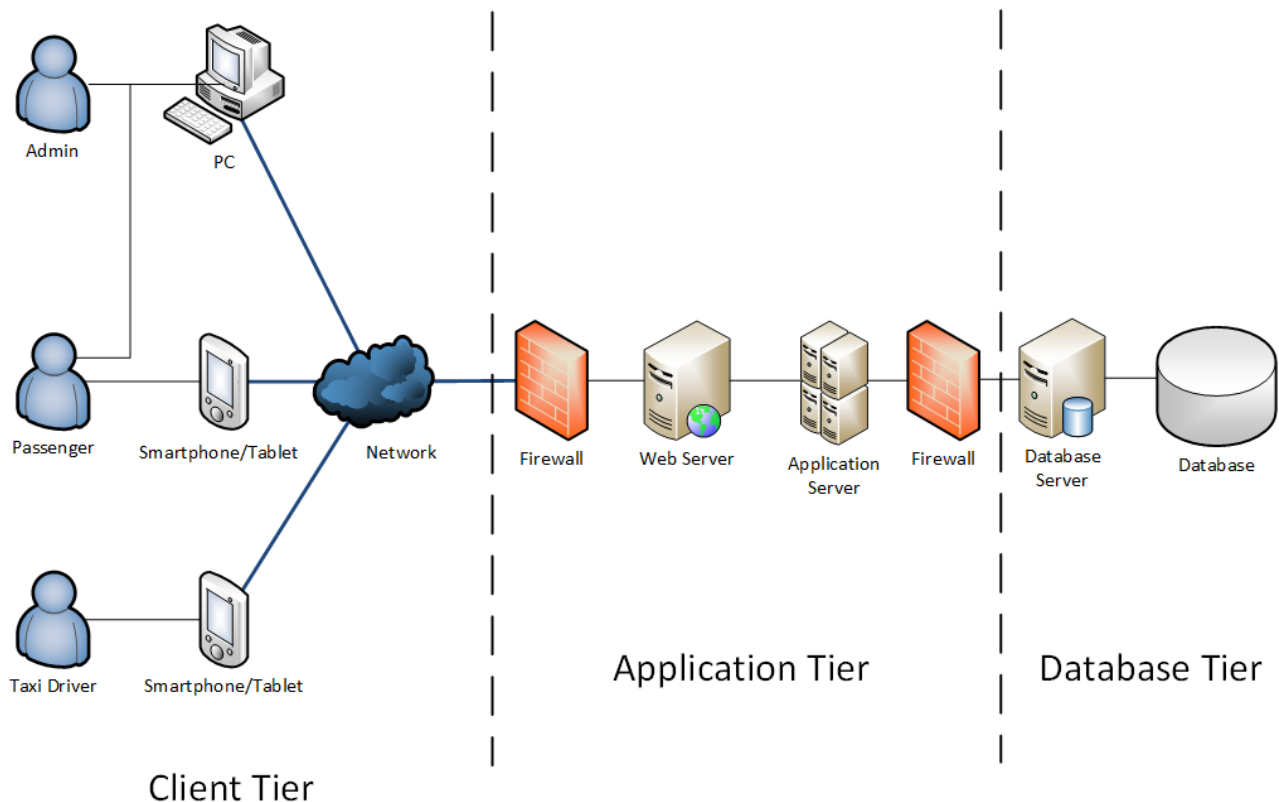 Admin
PC
Passenger
Smartphone/Tablet
Network
Firewall
Web Server
Application
Server
Firewall
Database
Server
Database
Taxi Driver
Smartphone/Tablet
Application Tier
Database Tier
Client Tier